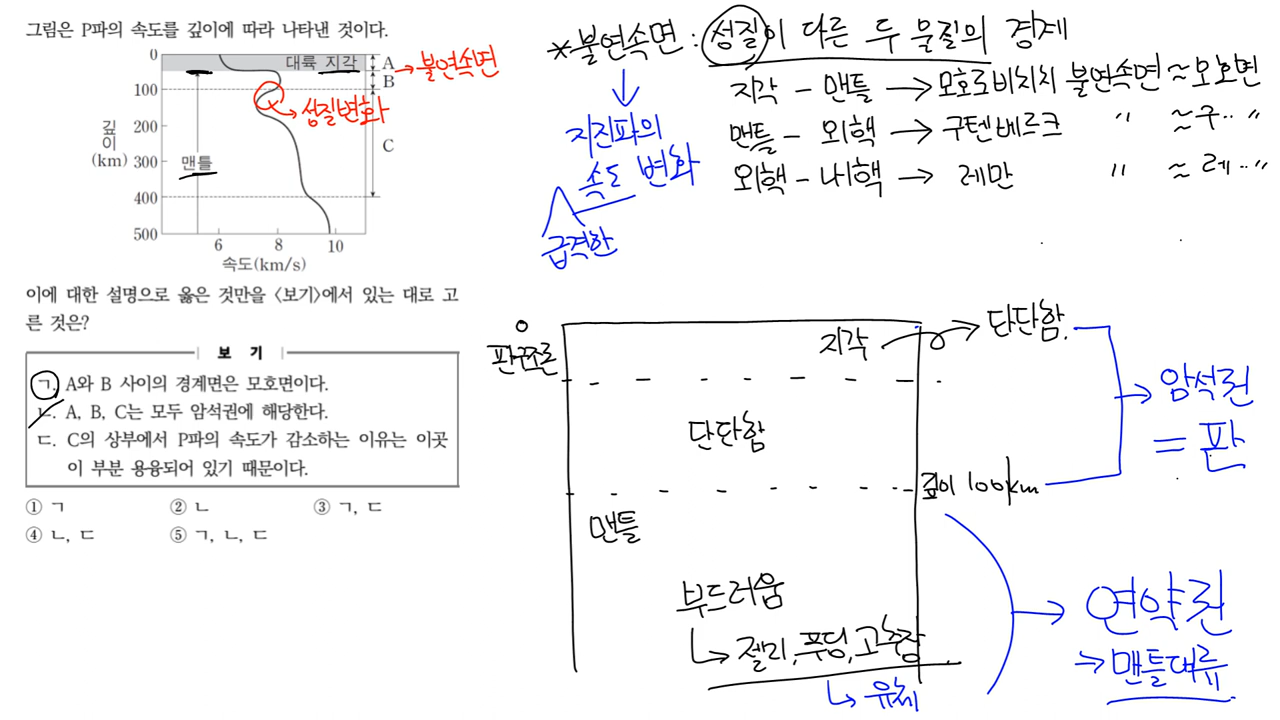 그림은 P파의 속도를 깊이에 따라 나타낸 것이다.
0
대륙 지각
A
B
→ 불연속면
100
→ 성질변화
200
깊이
(km)
C
300
맨틀
400
500
6 8 10
속도(km/s)
이에 대한 설명으로 옳은 것만을 <보기>에서 있는 대로 고
른 것은?
보 기
ㄱ. A와 B 사이의 경계면은 모호면이다.
ㄴ. A, B, C는 모두 암석권에 해당한다.
ㄷ. C의 상부에서 P파의 속도가 감소하는 이유는 이곳
이 부분 용융되어 있기 때문이다.
① ㄱ ② ㄴ ③ ㄱ, ㄷ
④ ㄴ, ㄷ ⑤ ㄱ, ㄴ, ㄷ
*불연속면 : 성질이 다른 두 물질의 경제
지각 - 맨틀 → 모호로비치치 불연속면 ≈ 모호면
맨틀 - 외핵 → 구텐베르크 " ≈ 구‥ "
외핵 - 내핵 → 레만 " ≈ 레‥ "
↓
지진파의
속도 변화
급격한
판구조론
지각 → 단단함.
단단함
깊이 100km
맨틀
부드러움
↳ 젤리, 푸딩, 고추장
↳ 유체
→ 암석권
= 판
→ 연약권
→ 맨틀대류